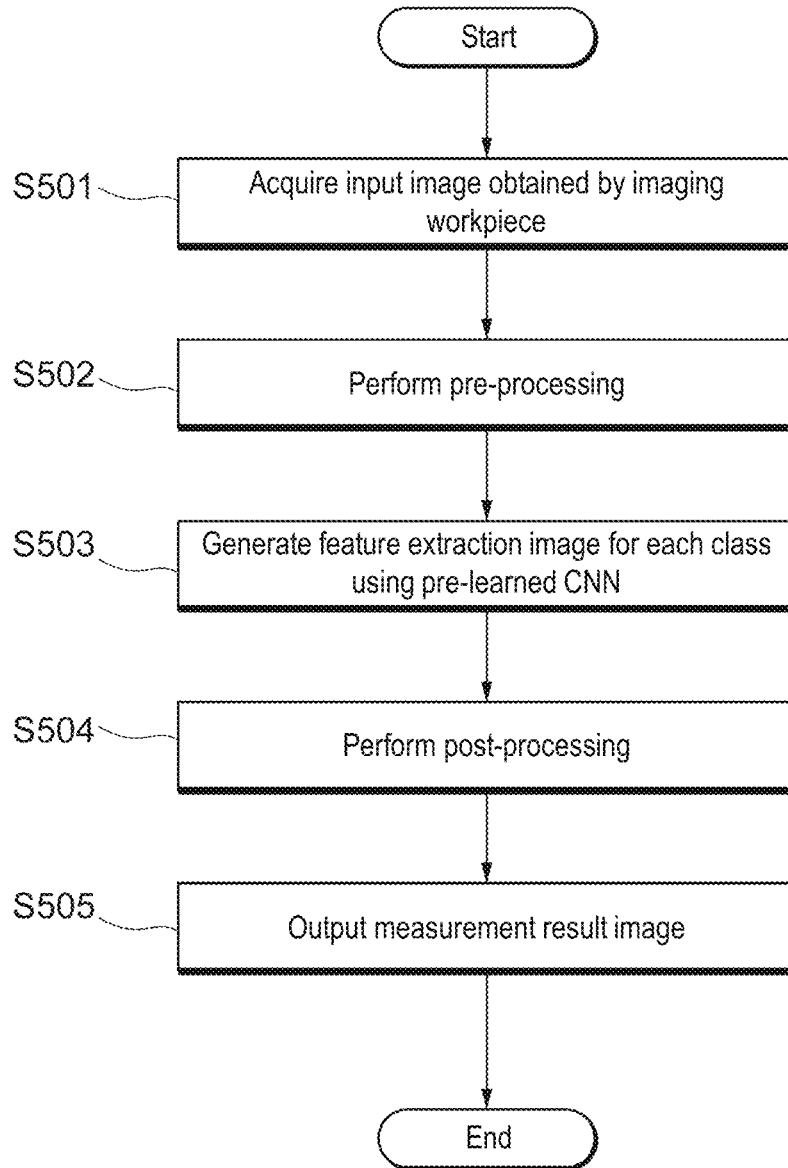 Start
S501
Acquire input image obtained by imaging
workpiece
S502
Perform pre-processing
S503
Generate feature extraction image for each class
using pre-learned CNN
S504
Perform post-processing
S505
Output measurement result image
End